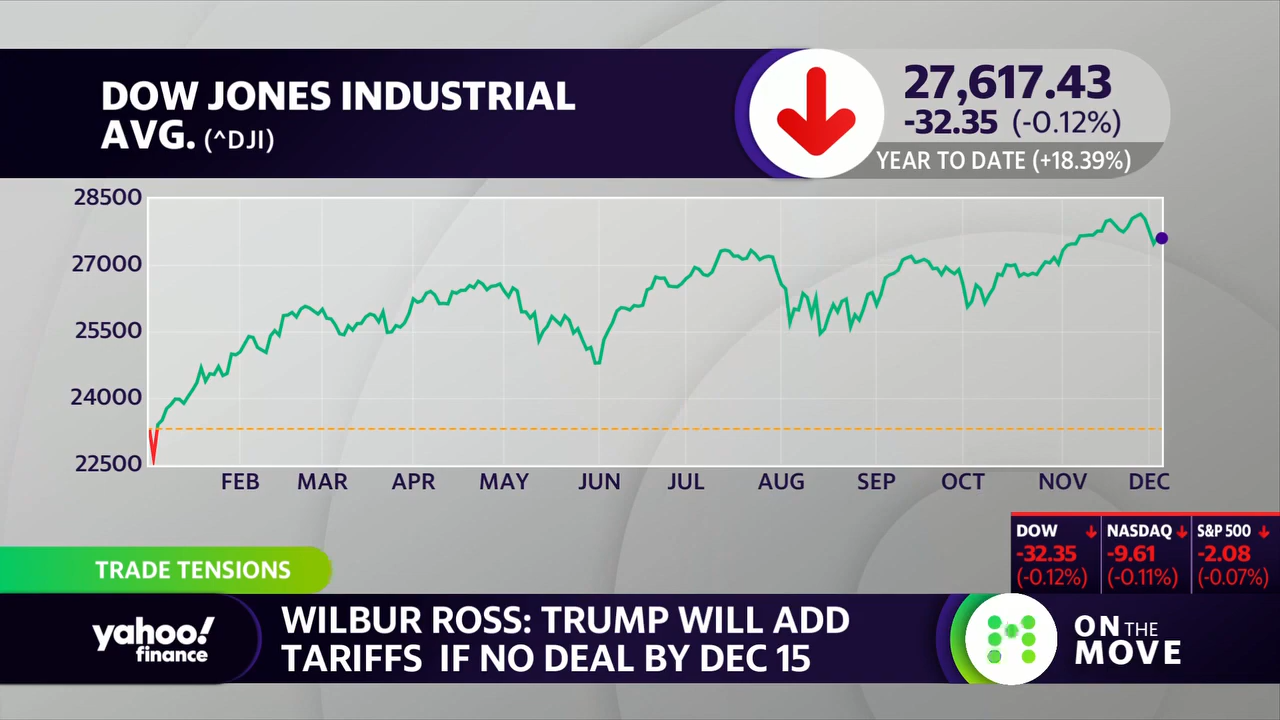 DOW JONES INDUSTRIAL
AVG. (^DJI)
27,617.43
-32.35 (-0.12%)
YEAR TO DATE (+18.39%)
28500
27000
25500
24000
22500
FEB MAR APR MAY JUN JUL AUG SEP OCT NOV DEC
DOW NASDAQ S&P 500
-32.35 -9.61 -2.08
(-0.12%) (-0.11%) (-0.07%)
TRADE TENSIONS
yahoo!
finance
WILBUR ROSS: TRUMP WILL ADD
TARIFFS IF NO DEAL BY DEC 15
ON THE
MOVE